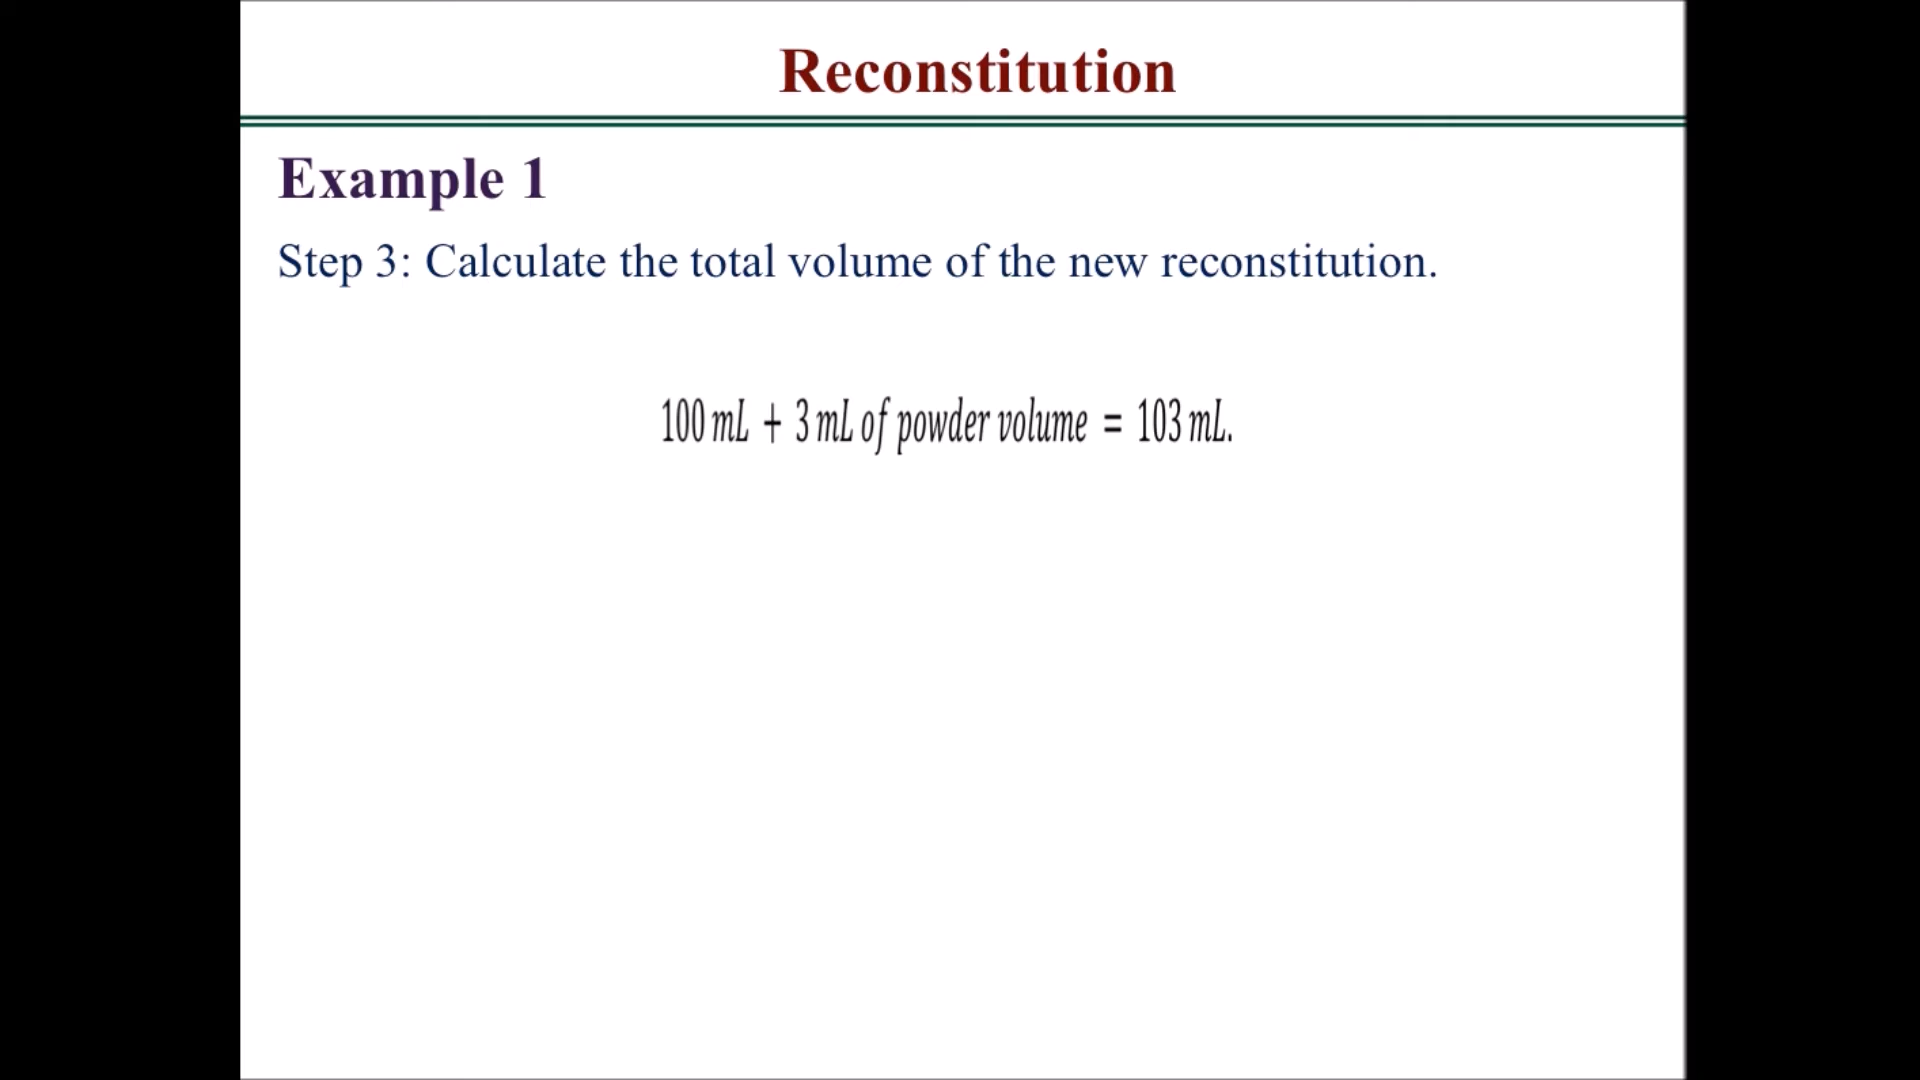 Reconstitution
Example 1
Step 3: Calculate the total volume of the new reconstitution.
100 mL + 3 mL of powder volume = 103 mL.